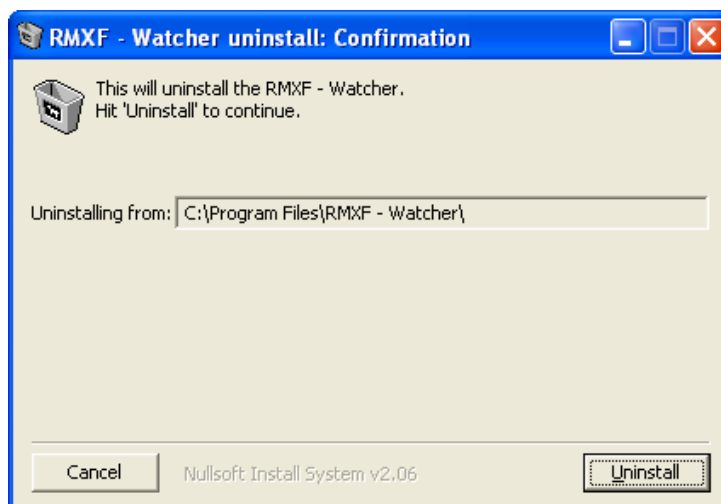 RMXF - Watcher uninstall: Confirmation
This will uninstall the RMXF - Watcher.
Hit 'Uninstall' to continue.
Uninstalling from: C:\Program Files\RMXF - Watcher\
Nullsoft Install System v2.06
Cancel
Uninstall